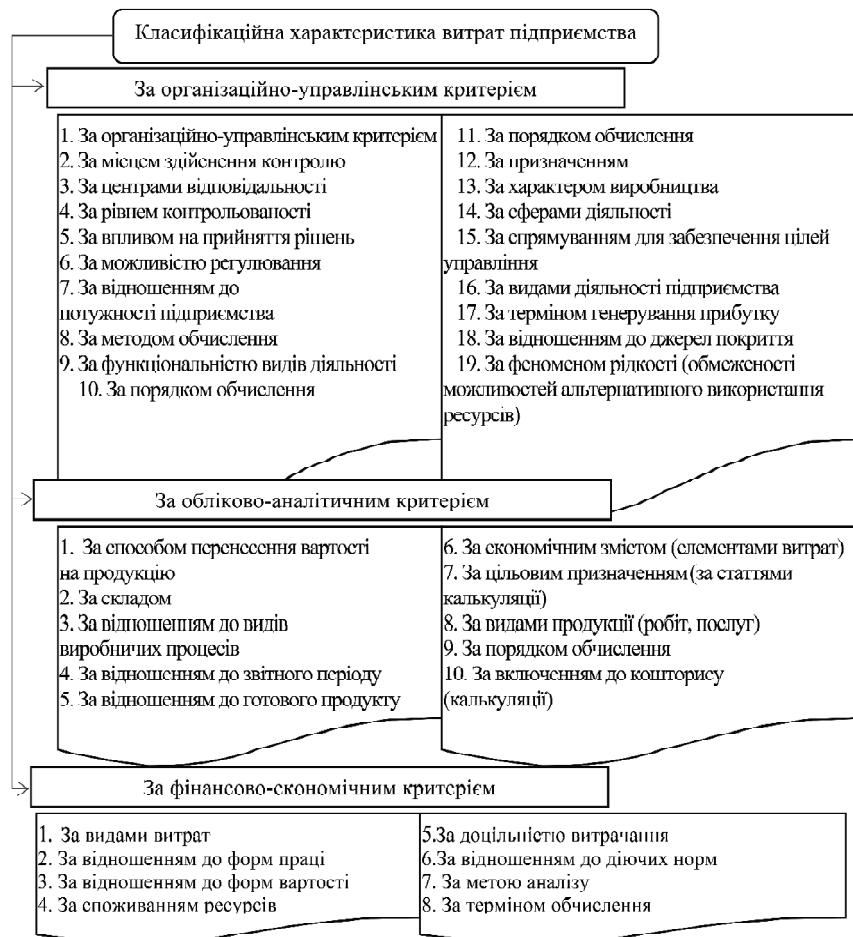 Класифікаційна характеристика витрат підприємства
За організаційно-управлінським критерієм
1. За організаційно-управлінським критерієм
2. За місцем здійснення контролю
3. За центрами відповідальності
4. За рівнем контрольованості
5. За впливом на прийняття рішень
6. За можливістю регулювання
7. За відношенням до
потужності підприємства
8. За методом обчислення
9. За функціональністю видів діяльності
10. За порядком обчислення
11. За порядком обчислення
12. За призначенням
13. За характером виробництва
14. За сферами діяльності
15. За спрямуванням для забезпечення цілей
управління
16. За видами діяльності підприємства
17. За терміном генерування прибутку
18. За відношенням до джерел покриття
19. За феноменом рідкості (обмеженості
можливостей альтернативного використання
ресурсів)
За обліково-аналітичним критерієм
1. За способом перенесення вартості
на продукцію
2. За складом
3. За відношенням до видів
виробничих процесів
4. За відношенням до звітного періоду
5. За відношенням до готового продукту
6. За економічним змістом (елементами витрат)
7. За цільовим призначенням (за статтями
калькуляції)
8. За видами продукції (робіт, послуг)
9. За порядком обчислення
10. За включенням до кошторису
(калькуляції)
За фінансово-економічним критерієм
1. За видами витрат
2. За відношенням до форм праці
3. За відношенням до форм вартості
4. За споживанням ресурсів
5.За доцільністю витрачання
6.За відношенням до діючих норм
7. За метою аналізу
8. За терміном обчислення